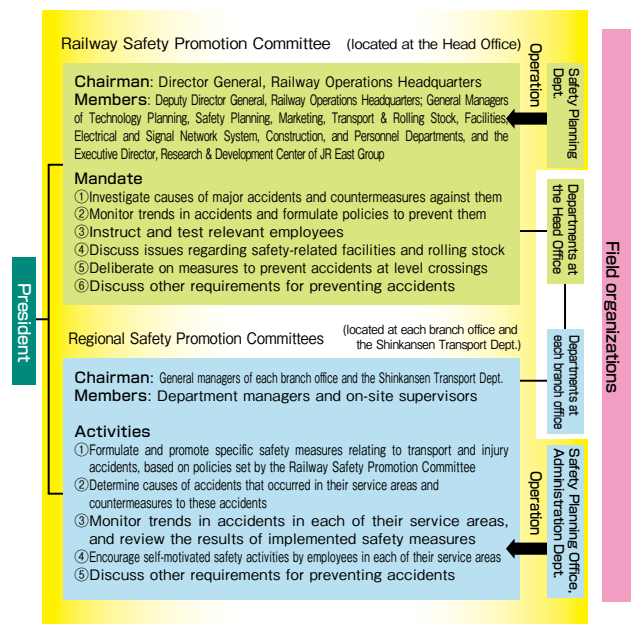 Railway Safety Promotion Committee (located at the Head Office)
Chairman: Director General, Railway Operations Headquarters
Members: Deputy Director General, Railway Operations Headquarters; General Managers
of Technology Planning, Safety Planning, Marketing, Transport & Rolling Stock, Facilities,
Electrical and Signal Network System, Construction, and Personnel Departments, and the
Executive Director, Research & Development Center of JR East Group
Mandate
①Investigate causes of major accidents and countermeasures against them
②Monitor trends in accidents and formulate policies to prevent them
③Instruct and test relevant employees
④Discuss issues regarding safety-related facilities and rolling stock
⑤Deliberate on measures to prevent accidents at level crossings
⑥Discuss other requirements for preventing accidents
Operation
Safety Planning
Dept.
Departments at
the Head Office
President
Field organizations
Regional Safety Promotion Committees
(located at each branch office and
the Shinkansen Transport Dept.)
Chairman: General managers of each branch office and the Shinkansen Transport Dept.
Members: Department managers and on-site supervisors
Activities
①Formulate and promote specific safety measures relating to transport and injury
accidents, based on policies set by the Railway Safety Promotion Committee
②Determine causes of accidents that occurred in their service areas and
countermeasures to these accidents
③Monitor trends in accidents in each of their service areas,
and review the results of implemented safety measures
④Encourage self-motivated safety activities by employees in each of their service areas
⑤Discuss other requirements for preventing accidents
Departments at
each branch office
Operation
Safety Planning Office,
Administration Dept.